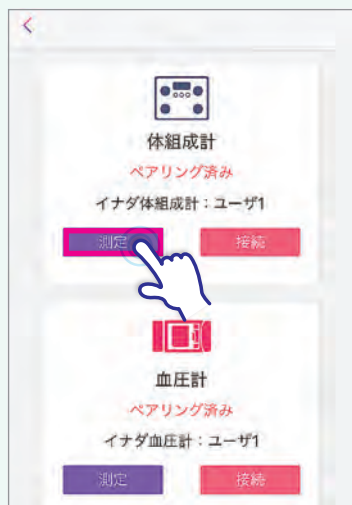 体組成計
ペアリング済み
イナダ体組成計：ユーザ1
測定
接続
血圧計
ペアリング済み
イナダ血圧計：ユーザ1
測定
接続